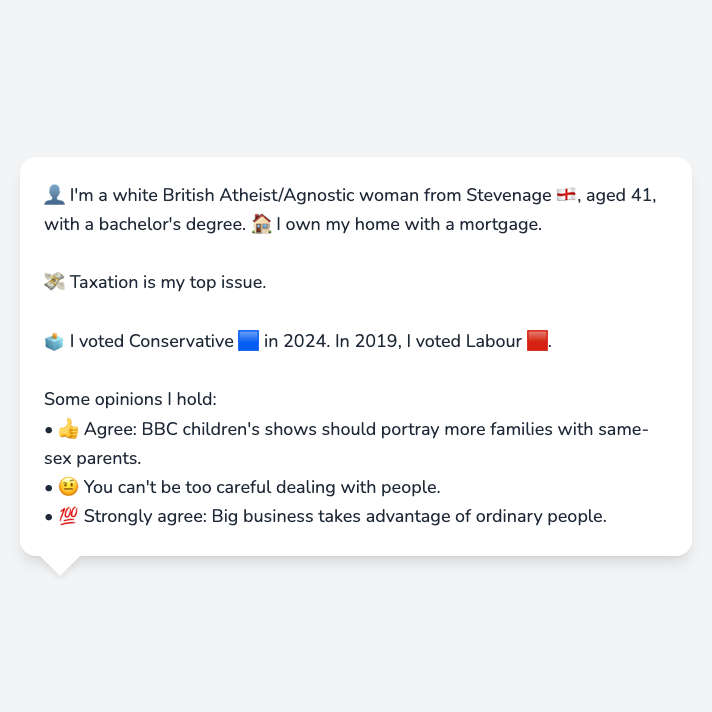 👤 I'm a white British Atheist/Agnostic woman from Stevenage 🏴󠁧󠁢󠁥󠁮󠁧󠁿, aged 41,
with a bachelor's degree. 🏠 I own my home with a mortgage.
💸 Taxation is my top issue.
🗳️ I voted Conservative 🟦 in 2024. In 2019, I voted Labour 🟥.
Some opinions I hold:
• 👍 Agree: BBC children's shows should portray more families with same-
sex parents.
• 🤨 You can't be too careful dealing with people.
• 💯 Strongly agree: Big business takes advantage of ordinary people.